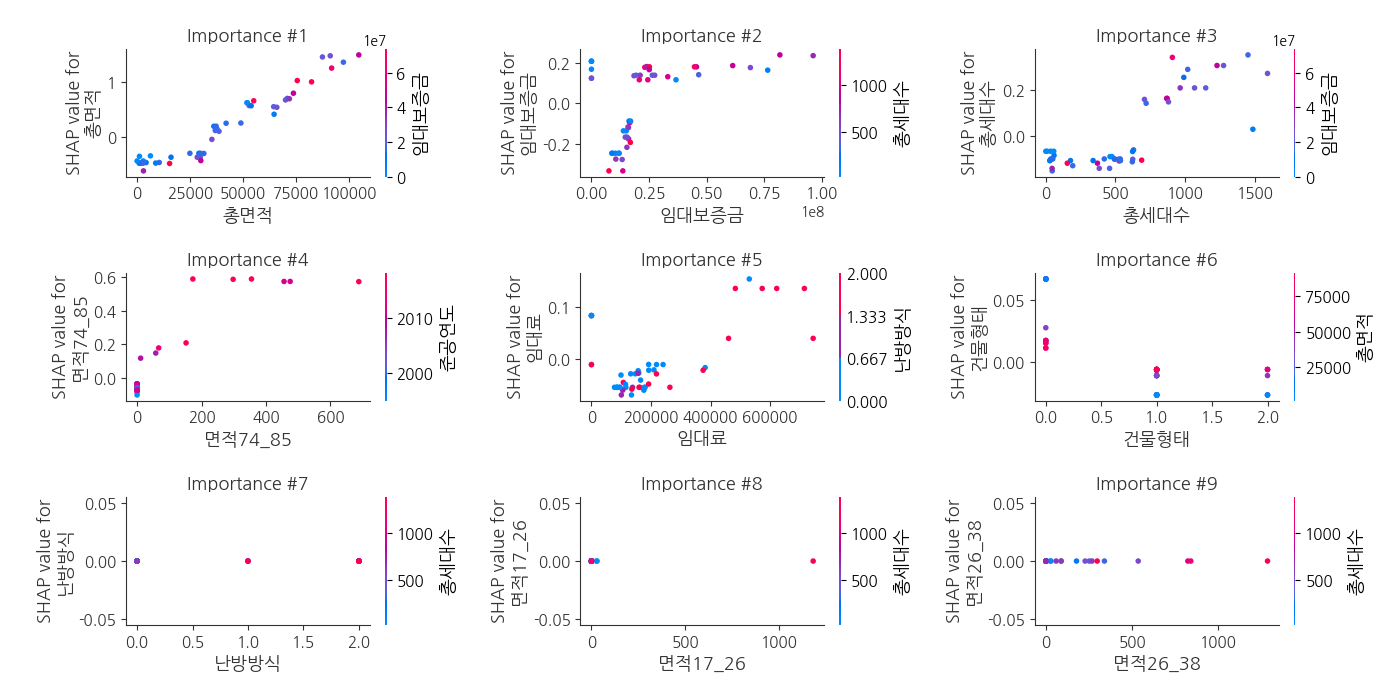 Importance #1
1e7
SHAP value for
총면적
1
0
0
25000
50000
75000
100000
총면적
6
4
2
0
임대보증금
Importance #2
SHAP value for
임대보증금
0.2
0.0
-0.2
0.00
0.25
0.50
0.75
1.00
1e8
임대보증금
1000
500
총세대수
Importance #3
1e7
SHAP value for
총세대수
0.2
0.0
0
500
1000
1500
총세대수
6
4
2
0
임대보증금
Importance #4
SHAP value for
면적74_85
0.6
0.4
0.2
0.0
0
200
400
600
면적74_85
2010
2000
준공연도
Importance #5
SHAP value for
임대료
0.1
0.0
0
200000
400000
600000
임대료
2.000
1.333
0.667
0.000
난방방식
Importance #6
SHAP value for
건물형태
0.05
0.00
0.0
0.5
1.0
1.5
2.0
건물형태
75000
50000
25000
총면적
Importance #7
SHAP value for
난방방식
0.05
0.00
-0.05
0.0
0.5
1.0
1.5
2.0
난방방식
1000
500
총세대수
Importance #8
SHAP value for
면적17_26
0.05
0.00
-0.05
0
500
1000
면적17_26
1000
500
총세대수
Importance #9
SHAP value for
면적26_38
0.05
0.00
-0.05
0
500
1000
면적26_38
1000
500
총세대수